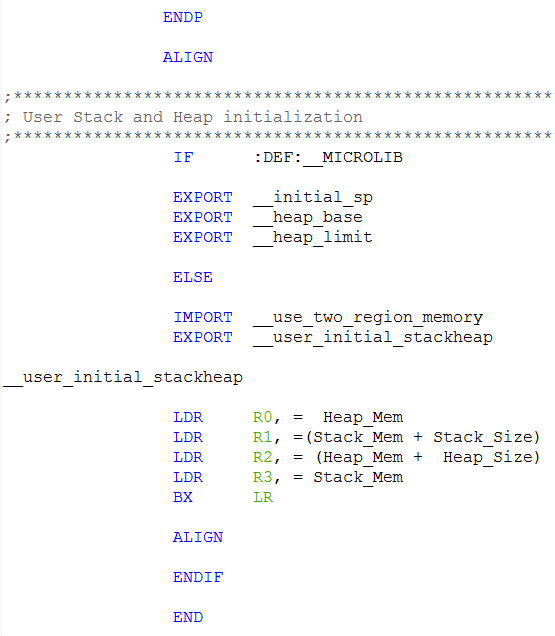 ENDP
ALIGN
;******************************************************
; User Stack and Heap initialization
;******************************************************
IF :DEF:__MICROLIB
EXPORT __initial_sp
EXPORT __heap_base
EXPORT __heap_limit
ELSE
IMPORT __use_two_region_memory
EXPORT __user_initial_stackheap
__user_initial_stackheap
LDR R0, = Heap_Mem
LDR R1, =(Stack_Mem + Stack_Size)
LDR R2, = (Heap_Mem + Heap_Size)
LDR R3, = Stack_Mem
BX LR
ALIGN
ENDIF
END